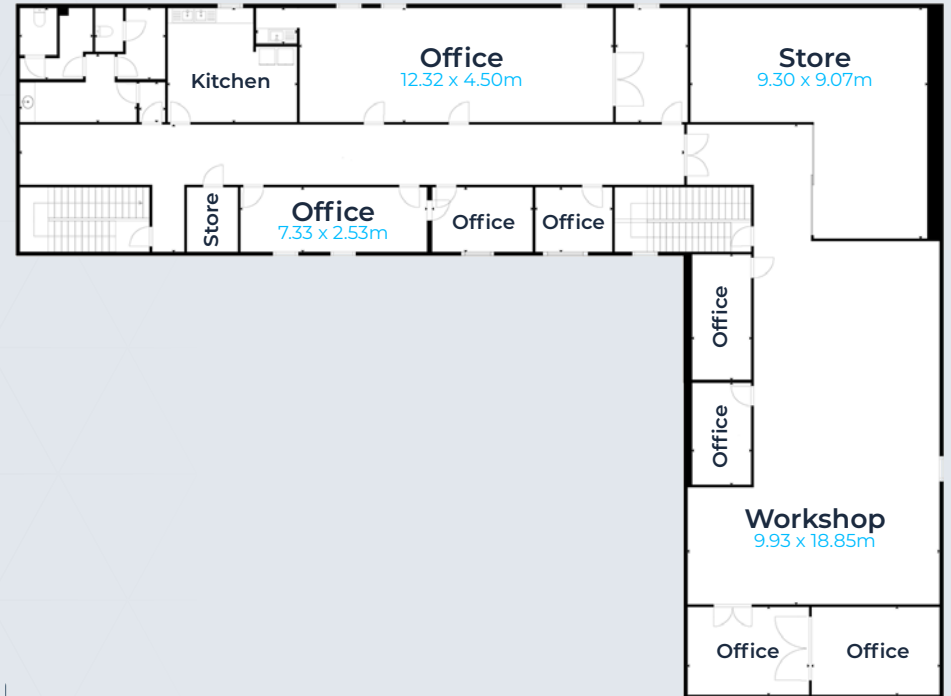 Office
12.32 x 4.50m
Store
9.30 x 9.07m
Kitchen
Store
Office
7.33 x 2.53m
Office
Office
Office
Office
Workshop
9.93 x 18.85m
Office
Office